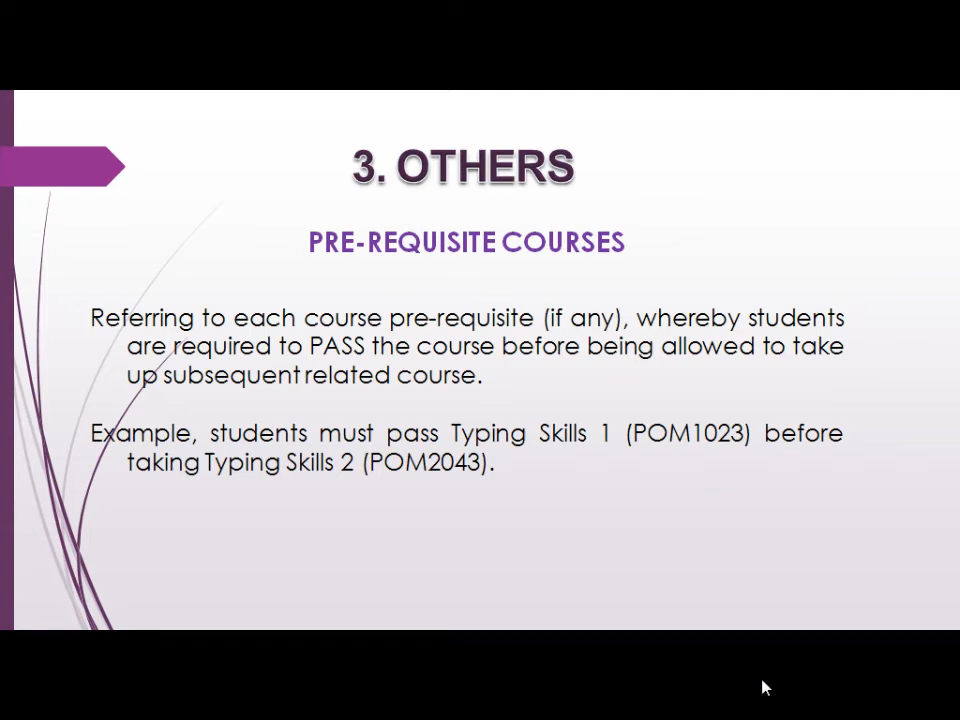 3. OTHERS
PRE-REQUISITE COURSES
Referring to each course pre-requisite (if any), whereby students
are required to PASS the course before being allowed to take
up subsequent related course.
Example, students must pass Typing Skills 1 (POM1023) before
taking Typing Skills 2 (POM2043).